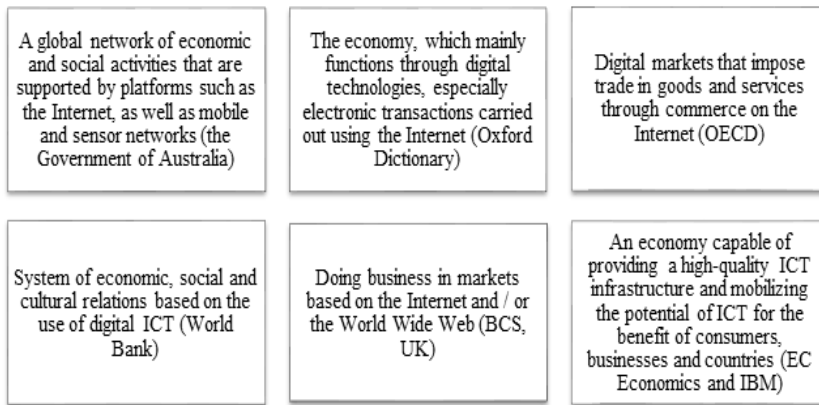 A global network of economic
and social activities that are
supported by platforms such as
the Internet, as well as mobile
and sensor networks (the
Government of Australia)
The economy, which mainly
functions through digital
technologies, especially
electronic transactions carried
out using the Internet (Oxford
Dictionary)
Digital markets that impose
trade in goods and services
through commerce on the
Internet (OECD)
System of economic, social and
cultural relations based on the
use of digital ICT (World
Bank)
Doing business in markets
based on the Internet and / or
the World Wide Web (BCS,
UK)
An economy capable of
providing a high-quality ICT
infrastructure and mobilizing
the potential of ICT for the
benefit of consumers,
businesses and countries (EC
Economics and IBM)